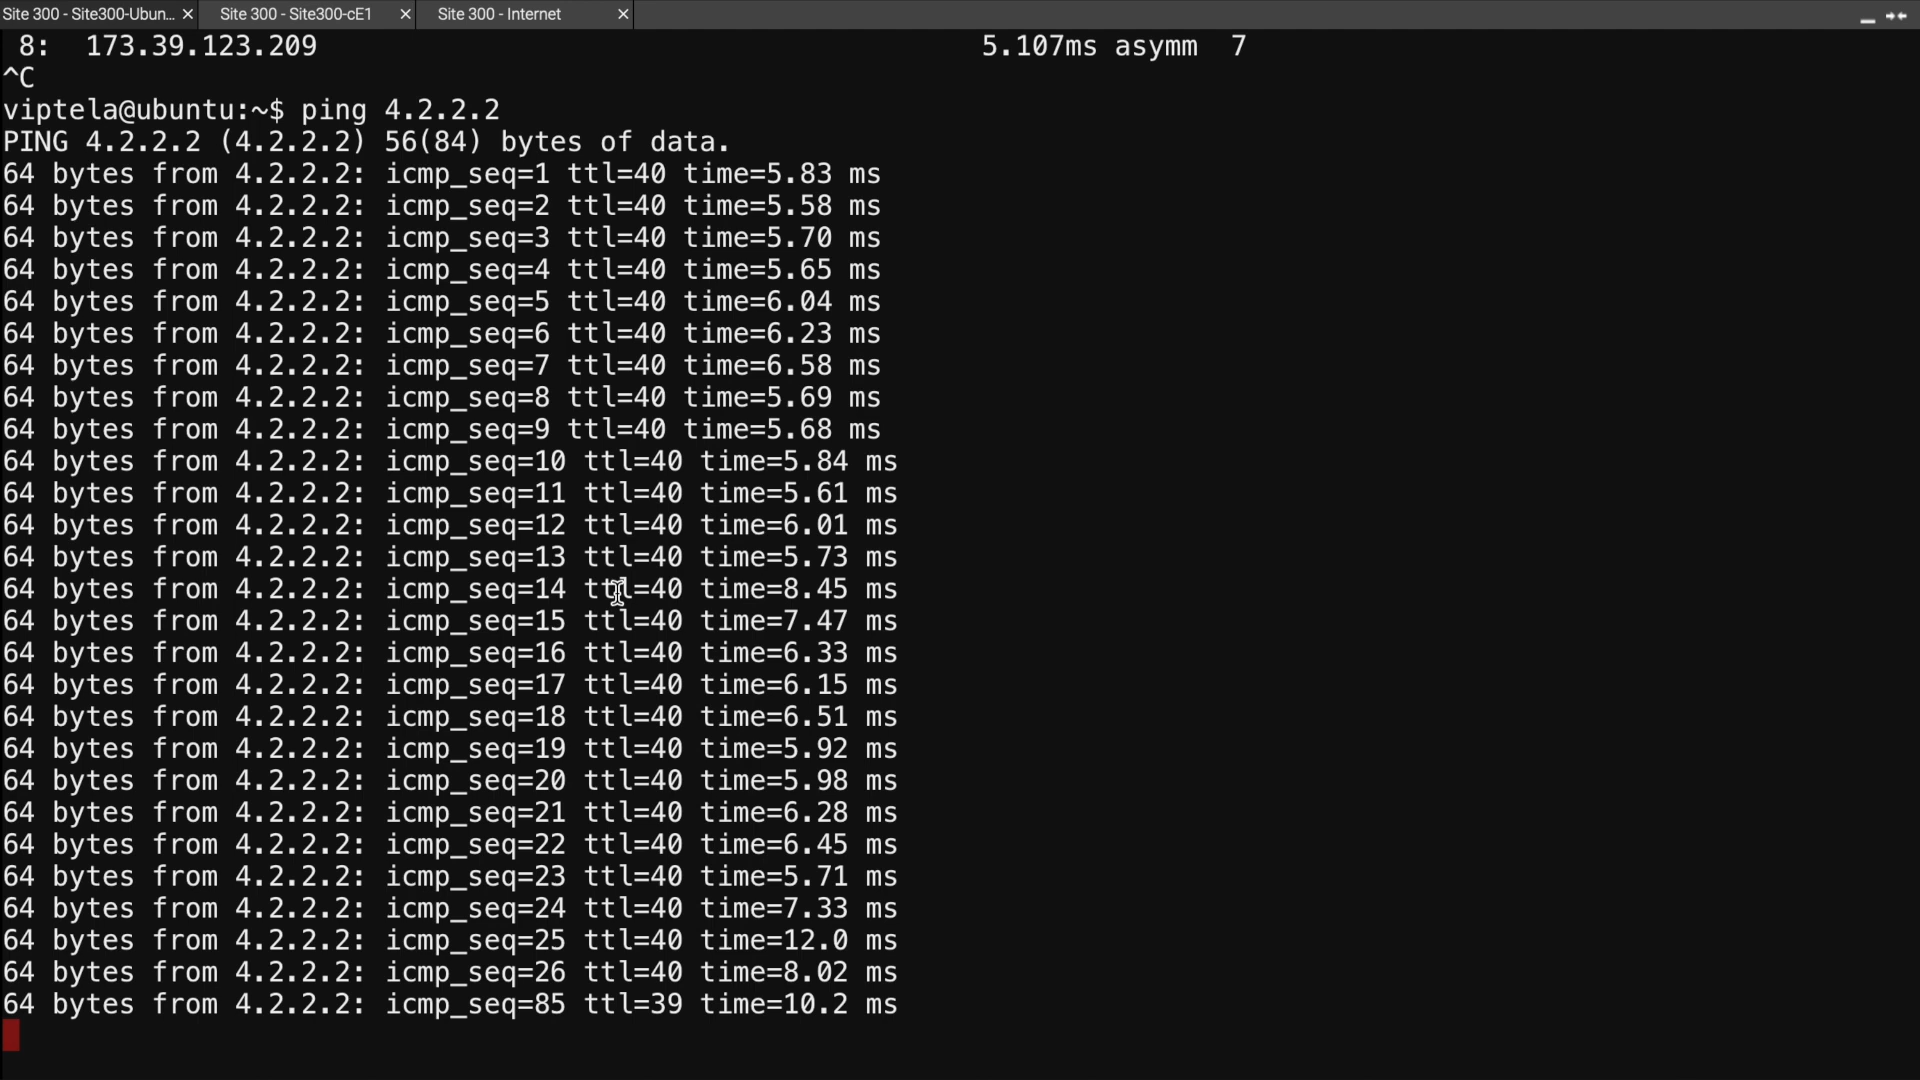 Site 300 - Site300-Ubun... × Site 300 - Site300-cE1 × Site 300 - Internet ×
8: 173.39.123.209 5.107ms asymm 7
^C
viptela@ubuntu:~$ ping 4.2.2.2
PING 4.2.2.2 (4.2.2.2) 56(84) bytes of data.
64 bytes from 4.2.2.2: icmp_seq=1 ttl=40 time=5.83 ms
64 bytes from 4.2.2.2: icmp_seq=2 ttl=40 time=5.58 ms
64 bytes from 4.2.2.2: icmp_seq=3 ttl=40 time=5.70 ms
64 bytes from 4.2.2.2: icmp_seq=4 ttl=40 time=5.65 ms
64 bytes from 4.2.2.2: icmp_seq=5 ttl=40 time=6.04 ms
64 bytes from 4.2.2.2: icmp_seq=6 ttl=40 time=6.23 ms
64 bytes from 4.2.2.2: icmp_seq=7 ttl=40 time=6.58 ms
64 bytes from 4.2.2.2: icmp_seq=8 ttl=40 time=5.69 ms
64 bytes from 4.2.2.2: icmp_seq=9 ttl=40 time=5.68 ms
64 bytes from 4.2.2.2: icmp_seq=10 ttl=40 time=5.84 ms
64 bytes from 4.2.2.2: icmp_seq=11 ttl=40 time=5.61 ms
64 bytes from 4.2.2.2: icmp_seq=12 ttl=40 time=6.01 ms
64 bytes from 4.2.2.2: icmp_seq=13 ttl=40 time=5.73 ms
64 bytes from 4.2.2.2: icmp_seq=14 ttl=40 time=8.45 ms
64 bytes from 4.2.2.2: icmp_seq=15 ttl=40 time=7.47 ms
64 bytes from 4.2.2.2: icmp_seq=16 ttl=40 time=6.33 ms
64 bytes from 4.2.2.2: icmp_seq=17 ttl=40 time=6.15 ms
64 bytes from 4.2.2.2: icmp_seq=18 ttl=40 time=6.51 ms
64 bytes from 4.2.2.2: icmp_seq=19 ttl=40 time=5.92 ms
64 bytes from 4.2.2.2: icmp_seq=20 ttl=40 time=5.98 ms
64 bytes from 4.2.2.2: icmp_seq=21 ttl=40 time=6.28 ms
64 bytes from 4.2.2.2: icmp_seq=22 ttl=40 time=6.45 ms
64 bytes from 4.2.2.2: icmp_seq=23 ttl=40 time=5.71 ms
64 bytes from 4.2.2.2: icmp_seq=24 ttl=40 time=7.33 ms
64 bytes from 4.2.2.2: icmp_seq=25 ttl=40 time=12.0 ms
64 bytes from 4.2.2.2: icmp_seq=26 ttl=40 time=8.02 ms
64 bytes from 4.2.2.2: icmp_seq=85 ttl=39 time=10.2 ms